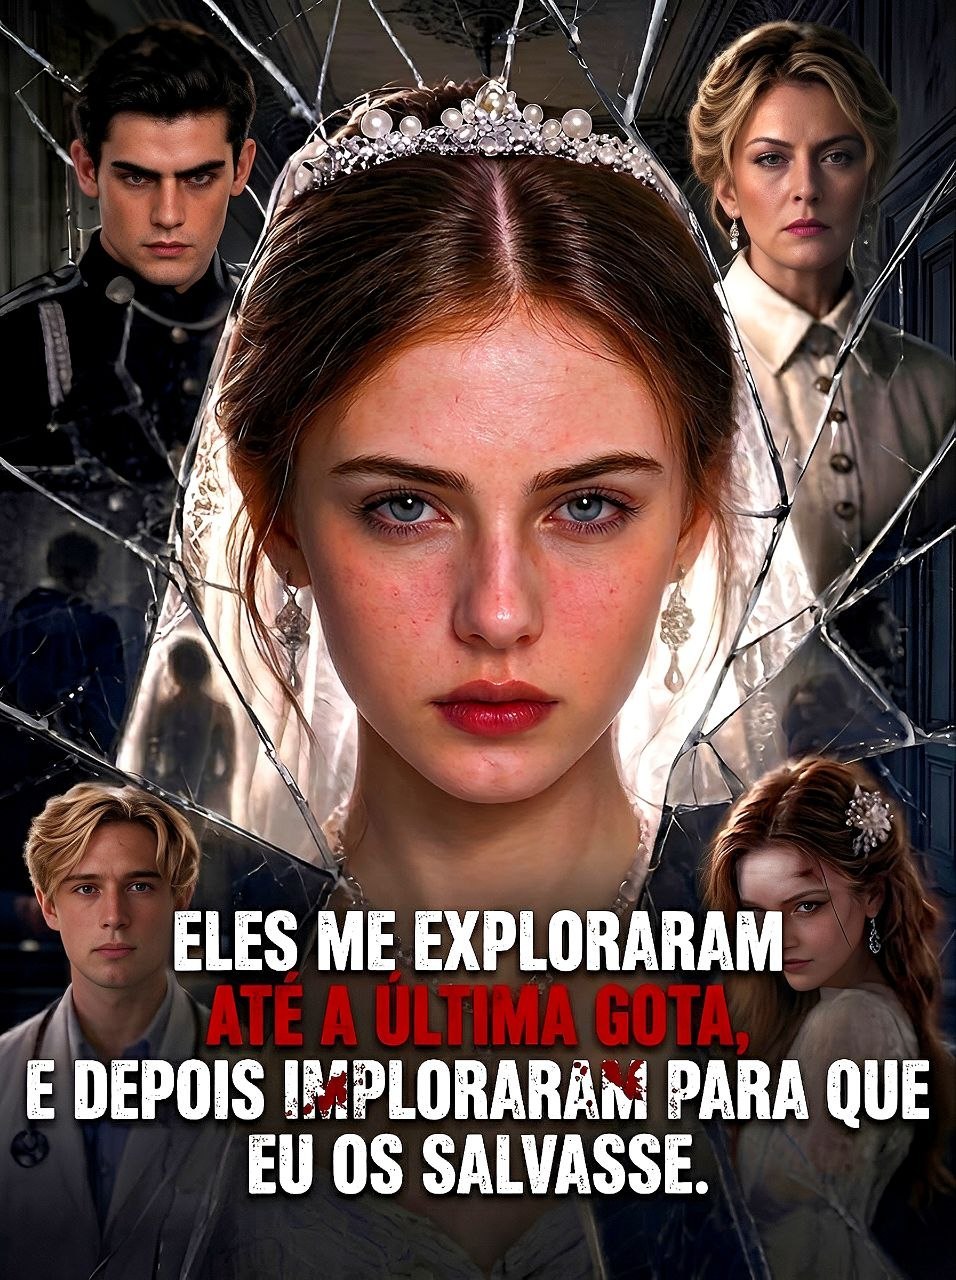 ELES ME EXPLORARAM
ATÉ A ÚLTIMA GOTA,
E DEPOIS IMPLORARAM PARA QUE
EU OS SALVASSE.